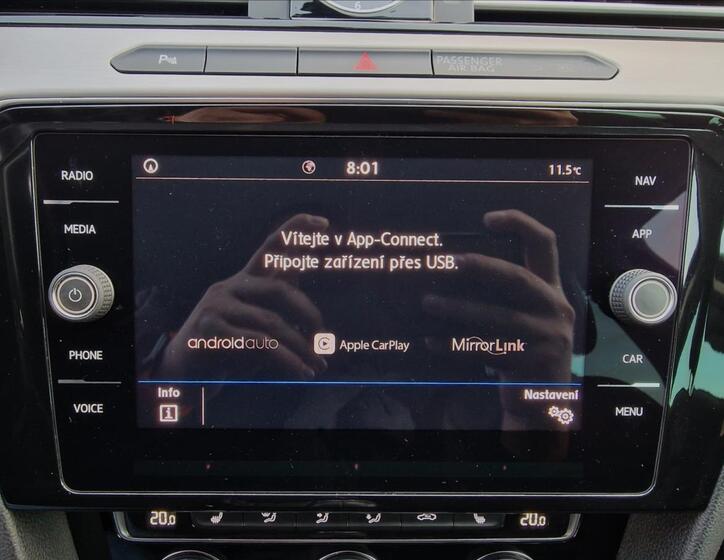 6
P
PASSENGER
AIR BAG
RADIO
MEDIA
PHONE
VOICE
8:01
11.5°C
Vítejte v App-Connect.
Připojte zařízení přes USB.
androidauto
Apple CarPlay
MirrorLink
Info
i
Nastavení
NAV
APP
CAR
MENU
20.0
20.0